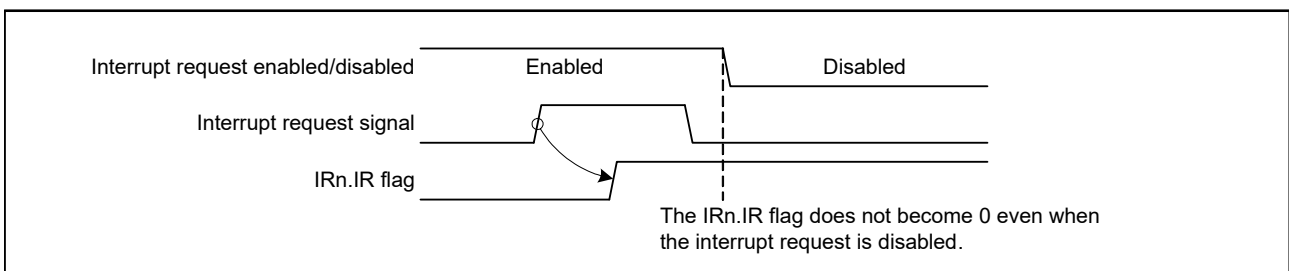 Interrupt request enabled/disabled
Enabled
Disabled
Interrupt request signal
IRn.IR flag
The IRn.IR flag does not become 0 even when
the interrupt request is disabled.